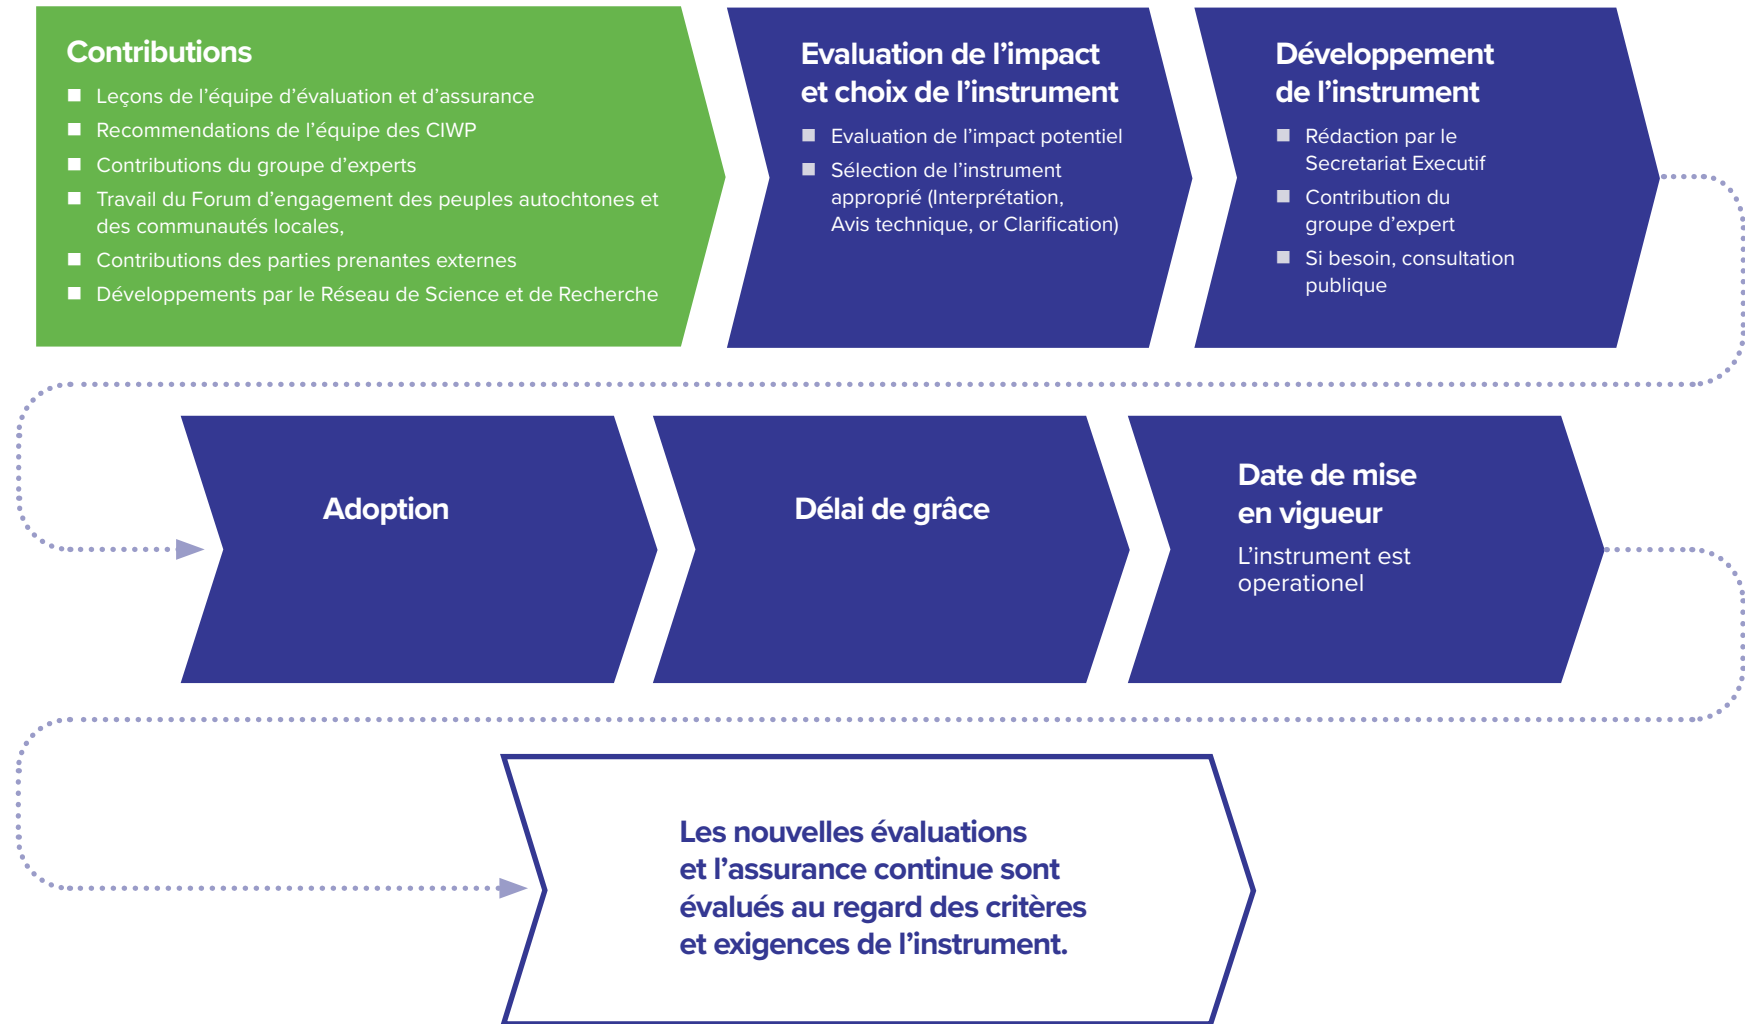 Contributions
Leçons de l’équipe d’évaluation et d’assurance
Recommendations de l’équipe des CIWP
Contributions du groupe d’experts
Travail du Forum d’engagement des peuples autochtones et
des communautés locales,
Contributions des parties prenantes externes
Développements par le Réseau de Science et de Recherche
Evaluation de l’impact
et choix de l’instrument
Evaluation de l’impact potentiel
Sélection de l’instrument
approprié (Interprétation,
Avis technique, or Clarification)
Développement
de l’instrument
Rédaction par le
Secretariat Executif
Contribution du
groupe d’expert
Si besoin, consultation
publique
Adoption
Délai de grâce
Date de mise
en vigueur
L’instrument est
operationel
Les nouvelles évaluations
et l’assurance continue sont
évalués au regard des critères
et exigences de l’instrument.